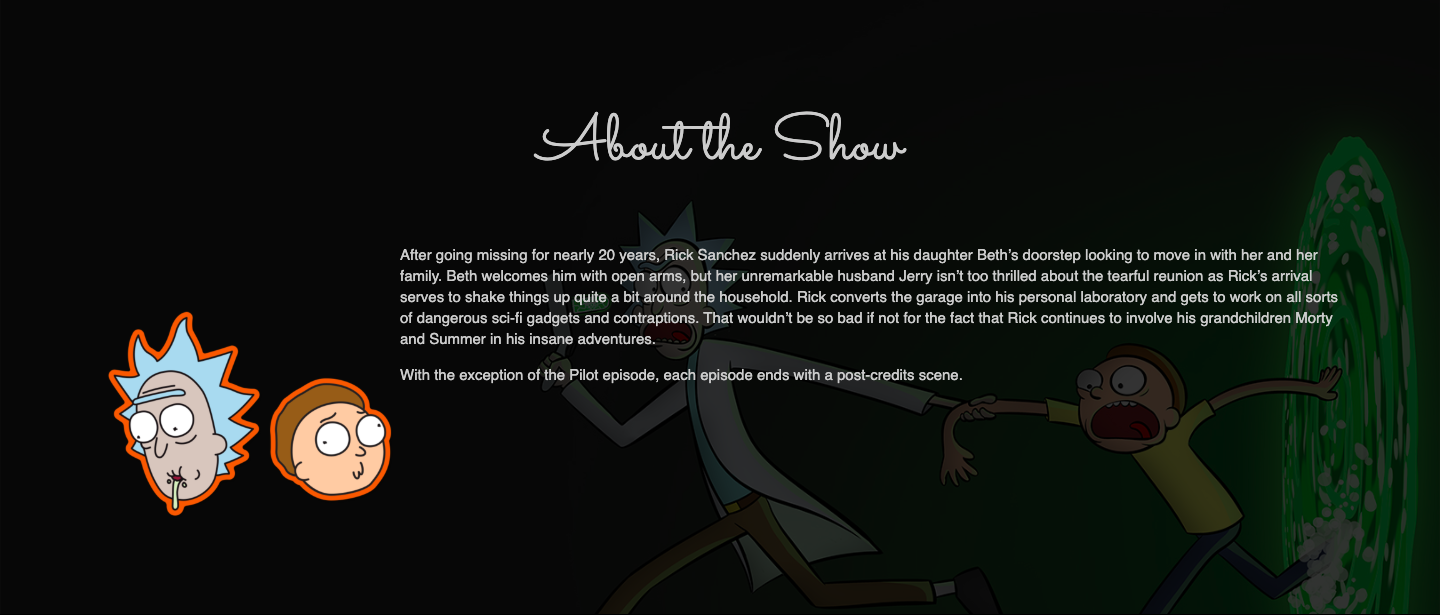 About the Show
After going missing for nearly 20 years, Rick Sanchez suddenly arrives at his daughter Beth’s doorstep looking to move in with her and her
family. Beth welcomes him with open arms, but her unremarkable husband Jerry isn’t too thrilled about the tearful reunion as Rick’s arrival
serves to shake things up quite a bit around the household. Rick converts the garage into his personal laboratory and gets to work on all sorts
of dangerous sci-fi gadgets and contraptions. That wouldn’t be so bad if not for the fact that Rick continues to involve his grandchildren Morty
and Summer in his insane adventures.
With the exception of the Pilot episode, each episode ends with a post-credits scene.